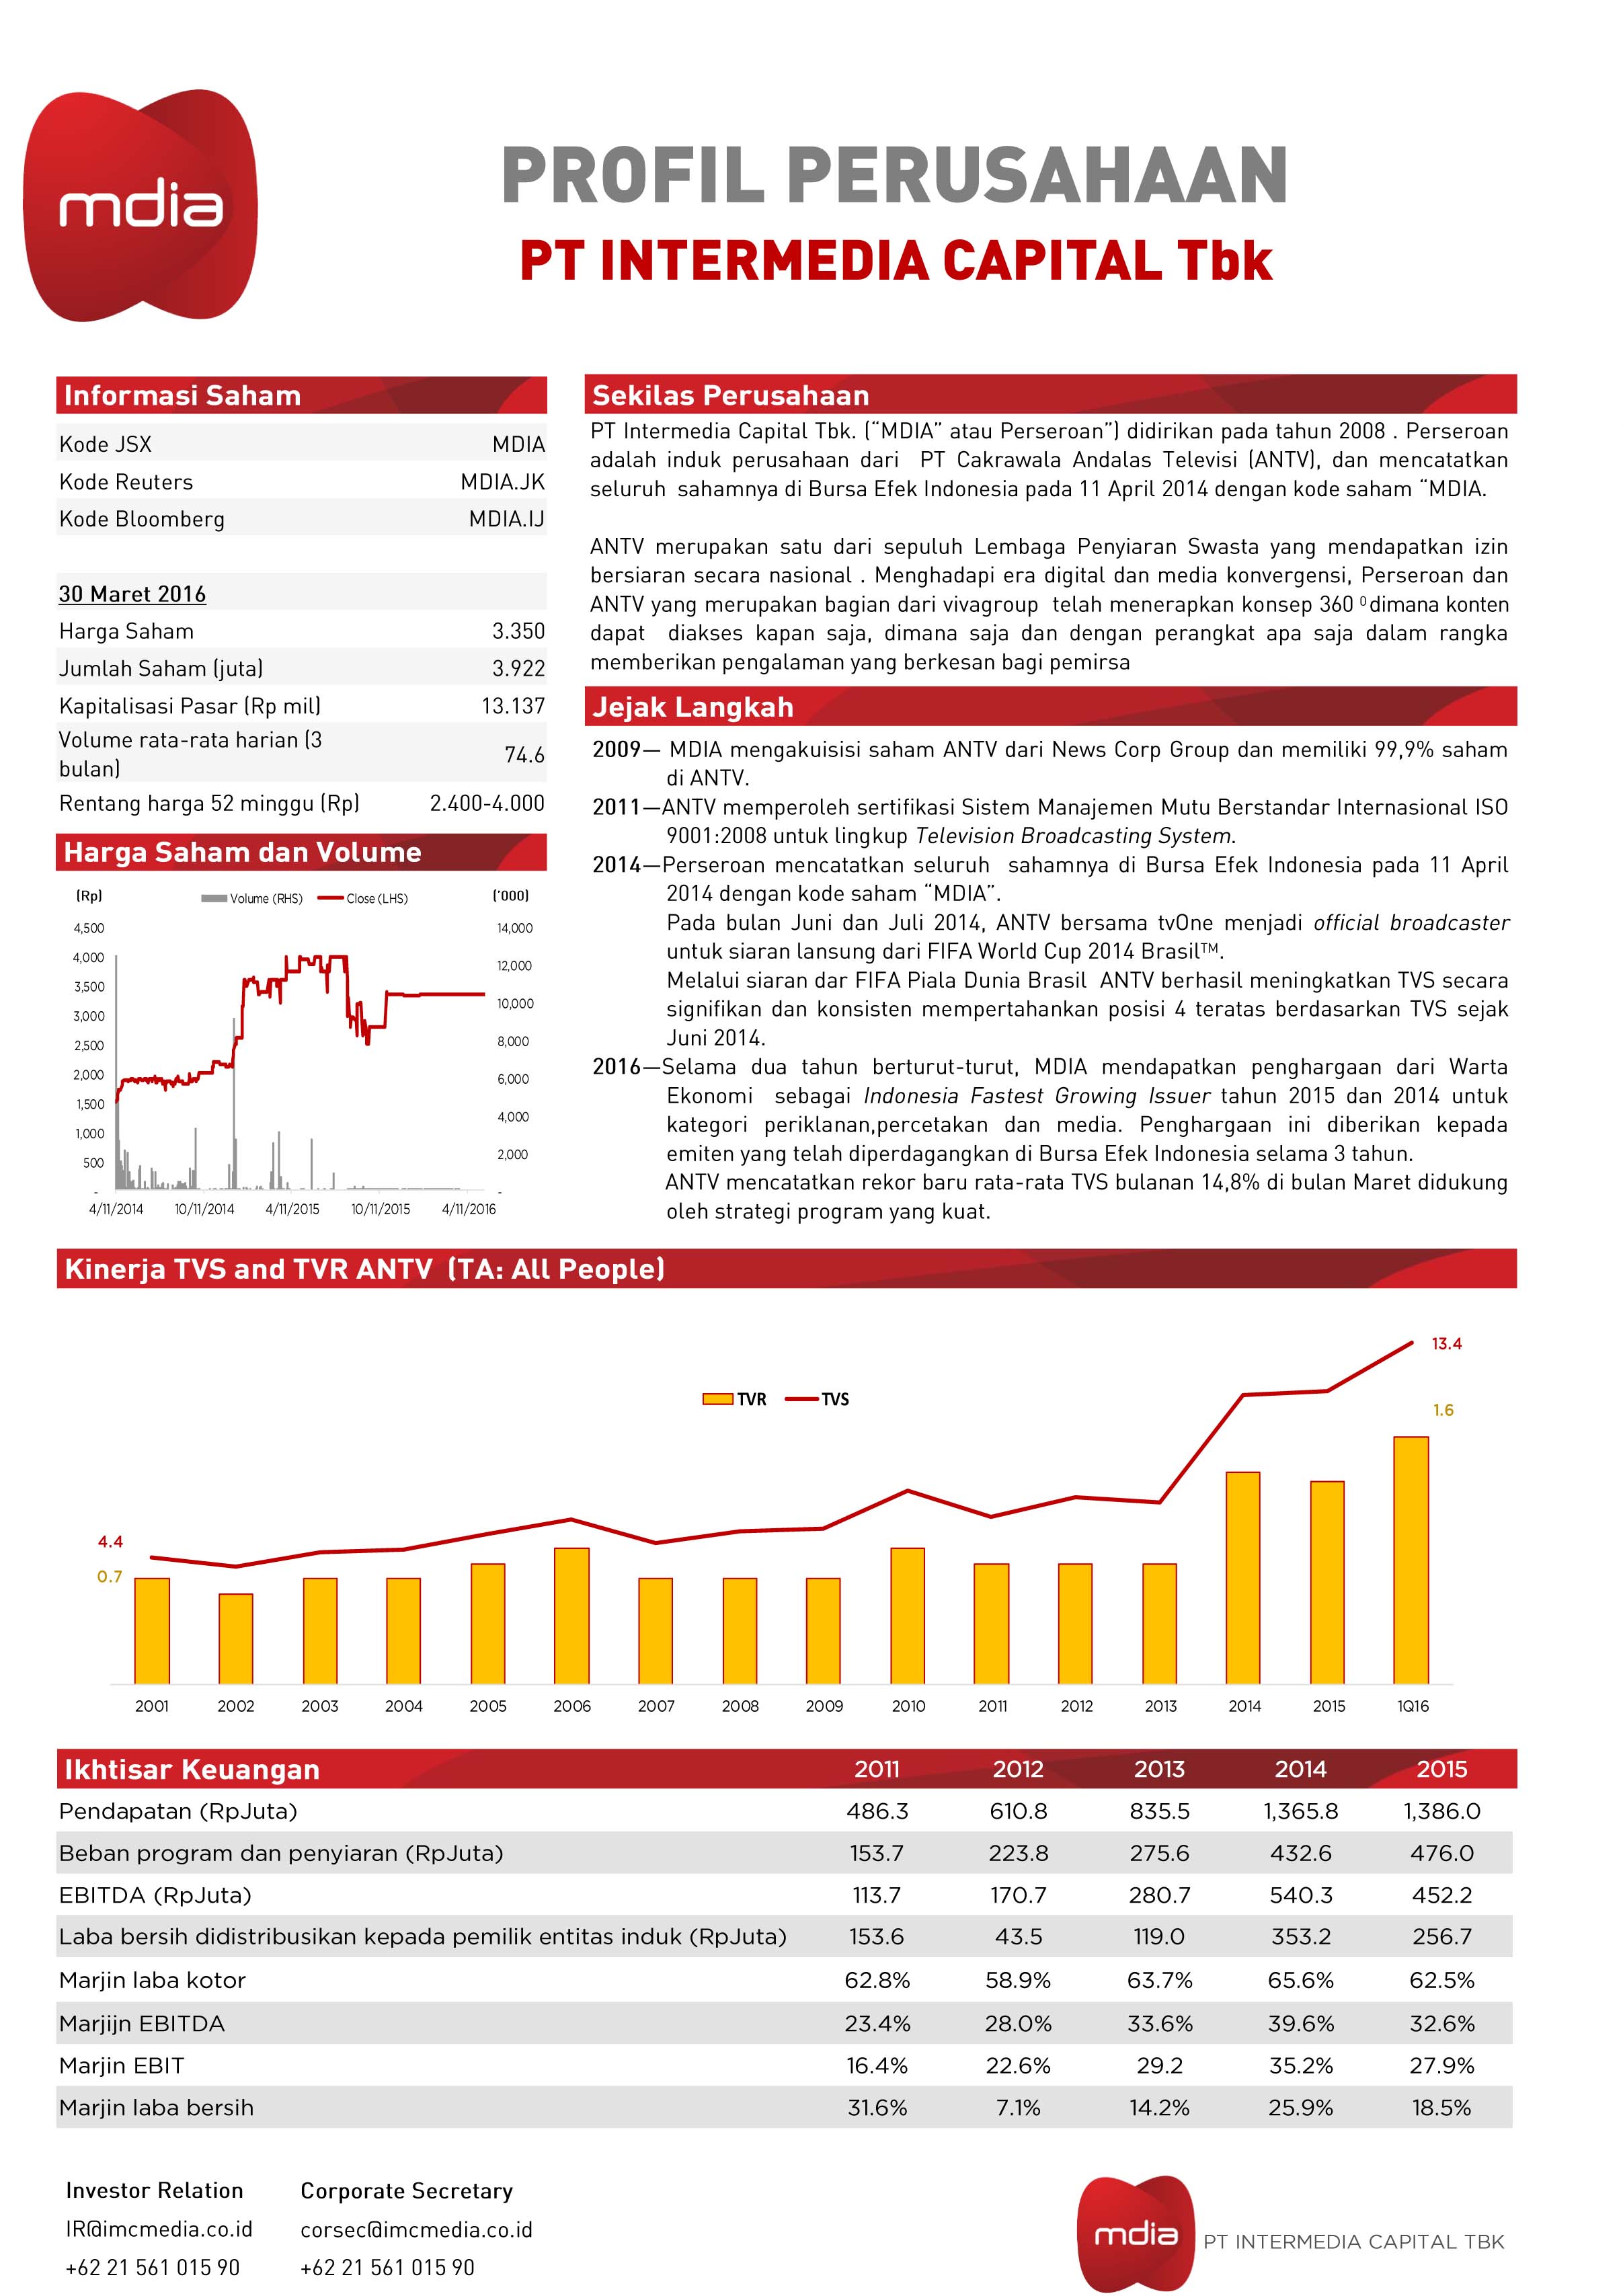 mdia
PROFIL PERUSAHAAN
PT INTERMEDIA CAPITAL Tbk
Informasi Saham
Kode JSX MDIA
Kode Reuters MDIA.JK
Kode Bloomberg MDIA.IJ
30 Maret 2016
Harga Saham 3.350
Jumlah Saham (juta) 3.922
Kapitalisasi Pasar (Rp mil) 13.137
Volume rata-rata harian (3
bulan) 74.6
Rentang harga 52 minggu (Rp) 2.400-4.000
Harga Saham dan Volume
(Rp) Volume (RHS) Close (LHS) ('000)
4,500
4,000
3,500
3,000
2,500
2,000
1,500
1,000
500
-
14,000
12,000
10,000
8,000
6,000
4,000
2,000
-
4/11/2014 10/11/2014 4/11/2015 10/11/2015 4/11/2016
Sekilas Perusahaan
PT Intermedia Capital Tbk. (“MDIA” atau Perseroan”) didirikan pada tahun 2008 . Perseroan
adalah induk perusahaan dari PT Cakrawala Andalas Televisi (ANTV), dan mencatatkan
seluruh sahamnya di Bursa Efek Indonesia pada 11 April 2014 dengan kode saham “MDIA.
ANTV merupakan satu dari sepuluh Lembaga Penyiaran Swasta yang mendapatkan izin
bersiaran secara nasional . Menghadapi era digital dan media konvergensi, Perseroan dan
ANTV yang merupakan bagian dari vivagroup telah menerapkan konsep 360 ⁰ dimana konten
dapat diakses kapan saja, dimana saja dan dengan perangkat apa saja dalam rangka
memberikan pengalaman yang berkesan bagi pemirsa
Jejak Langkah
2009— MDIA mengakuisisi saham ANTV dari News Corp Group dan memiliki 99,9% saham
di ANTV.
2011—ANTV memperoleh sertifikasi Sistem Manajemen Mutu Berstandar Internasional ISO
9001:2008 untuk lingkup Television Broadcasting System.
2014—Perseroan mencatatkan seluruh sahamnya di Bursa Efek Indonesia pada 11 April
2014 dengan kode saham “MDIA”.
Pada bulan Juni dan Juli 2014, ANTV bersama tvOne menjadi official broadcaster
untuk siaran lansung dari FIFA World Cup 2014 Brasil™.
Melalui siaran dar FIFA Piala Dunia Brasil ANTV berhasil meningkatkan TVS secara
signifikan dan konsisten mempertahankan posisi 4 teratas berdasarkan TVS sejak
Juni 2014.
2016—Selama dua tahun berturut-turut, MDIA mendapatkan penghargaan dari Warta
Ekonomi sebagai Indonesia Fastest Growing Issuer tahun 2015 dan 2014 untuk
kategori periklanan,percetakan dan media. Penghargaan ini diberikan kepada
emiten yang telah diperdagangkan di Bursa Efek Indonesia selama 3 tahun.
ANTV mencatatkan rekor baru rata-rata TVS bulanan 14,8% di bulan Maret didukung
oleh strategi program yang kuat.
Kinerja TVS and TVR ANTV (TA: All People)
TVR TVS
13.4
1.6
4.4
0.7
2001 2002 2003 2004 2005 2006 2007 2008 2009 2010 2011 2012 2013 2014 2015 1Q16
Ikhtisar Keuangan 2011 2012 2013 2014 2015
Pendapatan (RpJuta) 486.3 610.8 835.5 1,365.8 1,386.0
Beban program dan penyiaran (RpJuta) 153.7 223.8 275.6 432.6 476.0
EBITDA (RpJuta) 113.7 170.7 280.7 540.3 452.2
Laba bersih didistribusikan kepada pemilik entitas induk (RpJuta) 153.6 43.5 119.0 353.2 256.7
Marjin laba kotor 62.8% 58.9% 63.7% 65.6% 62.5%
Marjijn EBITDA 23.4% 28.0% 33.6% 39.6% 32.6%
Marjin EBIT 16.4% 22.6% 29.2 35.2% 27.9%
Marjin laba bersih 31.6% 7.1% 14.2% 25.9% 18.5%
Investor Relation Corporate Secretary
IR@imcmedia.co.id corsec@imcmedia.co.id
+62 21 561 015 90 +62 21 561 015 90
mdia PT INTERMEDIA CAPITAL TBK